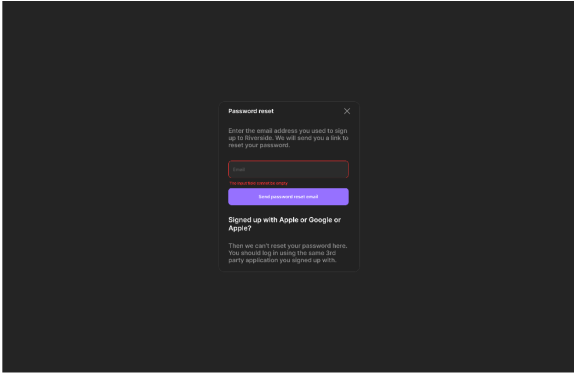 Password reset
Enter the email address you used to sign
up to Riverside. We will send you a link to
reset your password.
Email
This input field cannot be empty
Send password reset email
Signed up with Apple or Google or
Apple?
Then we can't reset your password here.
You should log in using the same 3rd
party application you signed up with.